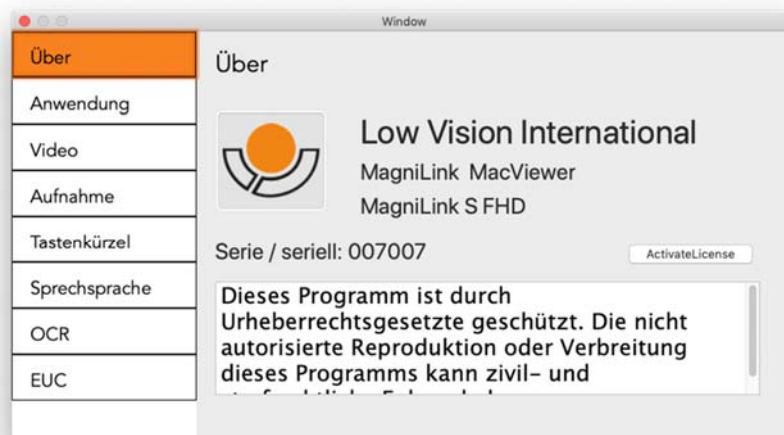 Window
Über
Anwendung
Video
Aufnahme
Tastenkürzel
Sprechsprache
OCR
EUC
Über
Low Vision International
MagniLink MacViewer
MagniLink S FHD
Serie / seriell: 007007
ActivateLicense
Dieses Programm ist durch
Urheberrechtsgesetzte geschützt. Die nicht
autorisierte Reproduktion oder Verbreitung
dieses Programms kann zivil– und